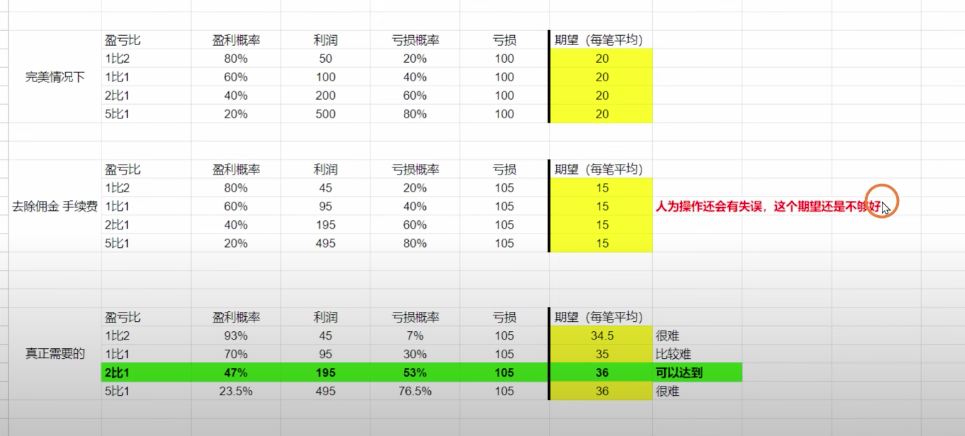 盈亏比 盈利概率 利润 亏损概率 亏损 期望（每笔平均）
1比2 80% 50 20% 100 20
完美情况下 1比1 60% 100 40% 100 20
2比1 40% 200 60% 100 20
5比1 20% 500 80% 100 20
盈亏比 盈利概率 利润 亏损概率 亏损 期望（每笔平均）
1比2 80% 45 20% 105 15
去除佣金 手续费 1比1 60% 95 40% 105 15 人为操作还会有失误，这个期望还是不够好
2比1 40% 195 60% 105 15
5比1 20% 495 80% 105 15
盈亏比 盈利概率 利润 亏损概率 亏损 期望（每笔平均）
1比2 93% 45 7% 105 34.5 很难
真正需要的 1比1 70% 95 30% 105 35 比较难
2比1 47% 195 53% 105 36 可以达到
5比1 23.5% 495 76.5% 105 36 很难